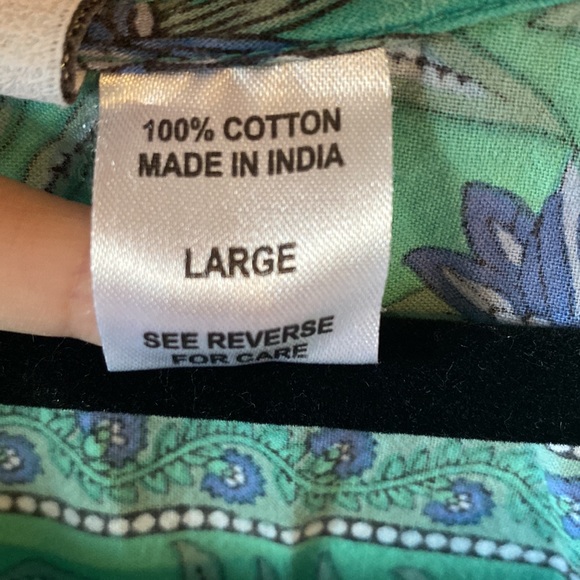 100% COTTON
MADE IN INDIA
LARGE
SEE REVERSE
FOR CARE